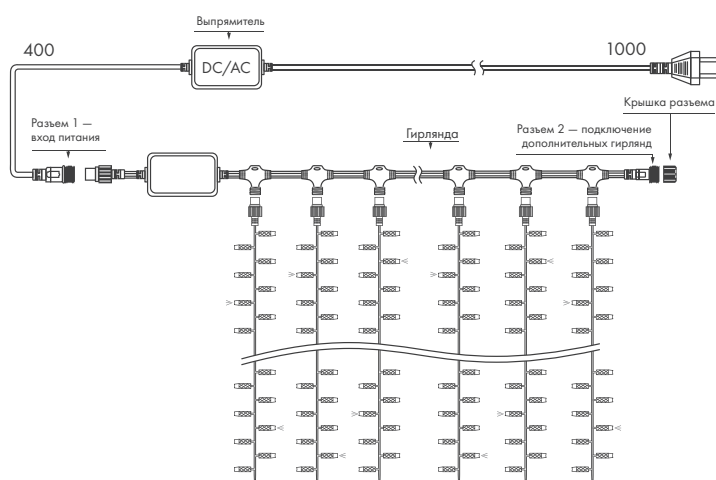 Выпрямитель
400
DC/AC
1000
Крышка разъема
Разъем 1 —
вход питания
Гирлянда
Разъем 2 — подключение
дополнительных гирлянд